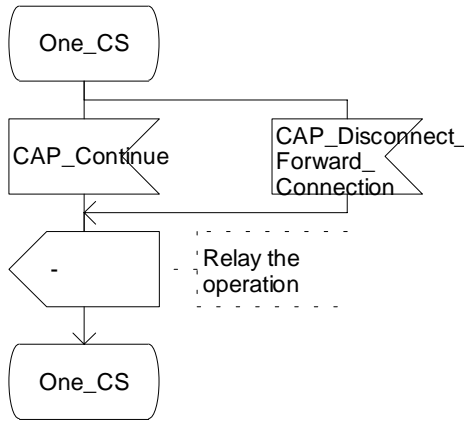 One_CS
CAP_Continue
CAP_Disconnect_
Forward_
Connection
-
Relay the
operation
One_CS